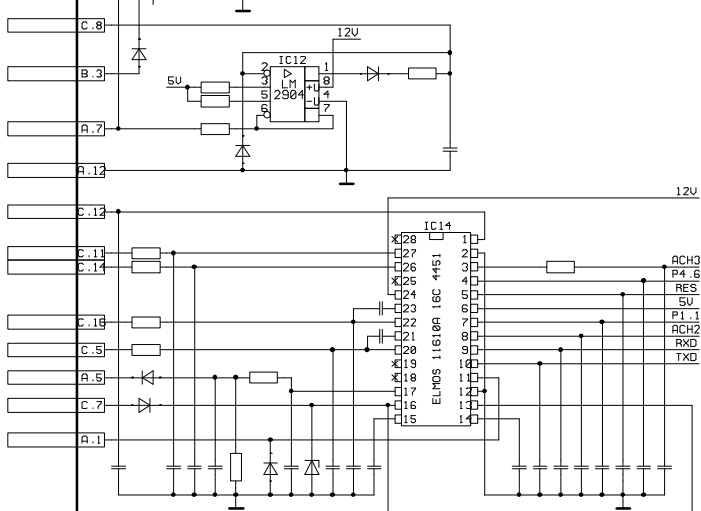 C.8
12V
IC12
B.3
2
1
5V
3
LM
8
+
5
2904
-
4
6
7
A.7
A.12
12V
C.12
IC14
28
1
C.11
27
2
C.14
26
3
ACH3
25
4
P4.6
24
5
RES
23
6
5V
C.16
22
7
P1.1
21
8
ACH2
C.5
20
9
RXD
19
10
TXD
A.5
18
11
17
12
C.7
16
13
15
14
ELMOS 11610A 16C 4451
A.1